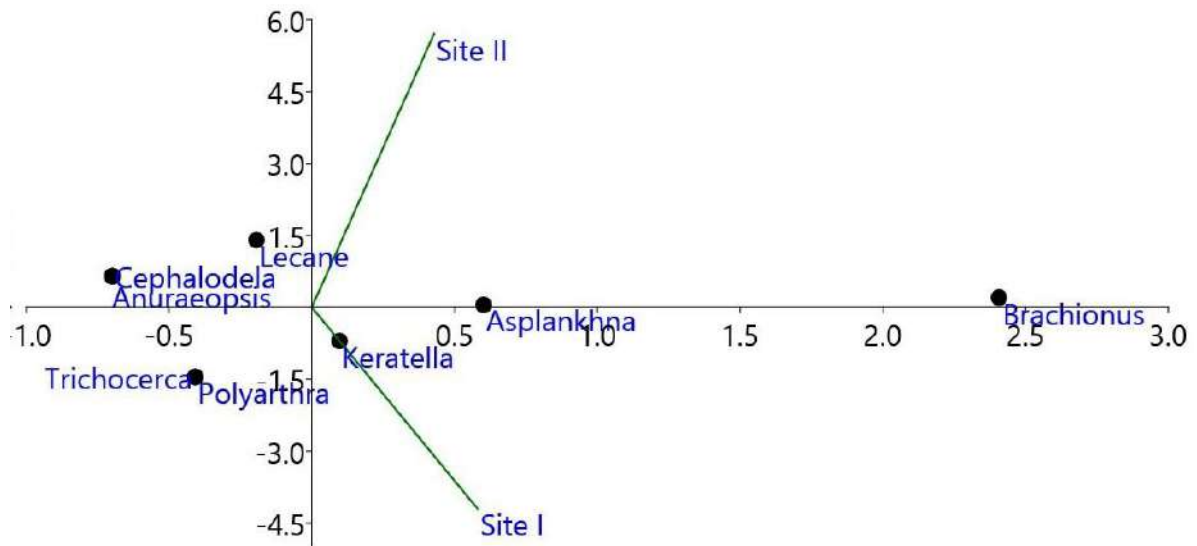 6.0
Site II
4.5
3.0
1.5
Lecane
Cephalodela
Anuraeopsis
-1.0
-0.5
0.5
Asplankhna
1.0
1.5
2.0
Brachionus
2.5
3.0
Keratella
Trichocerca
-1.5
Polyarthra
-3.0
Site I
-4.5